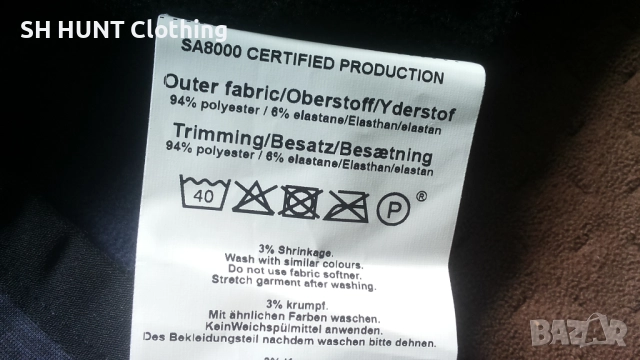 SH HUNT Clothing
SA8000 CERTIFIED PRODUCTION
Outer fabric/Oberstoff/Yderstof
94% polyester / 6% elastane/Elasthan/elastan
Trimming/Besatz/Besætning
94% polyester / 6% elastane/Elasthan/elastan
40 P ®
3% Shrinkage.
Wash with similar colours.
Do not use fabric softner.
Stretch garment after washing.
3% krumpf.
Mit ähnlichen Farben waschen.
KeinWeichspülmittel anwenden.
Des Bekleidungsteil nachdem waschen bitte dehnen.
BAZAR